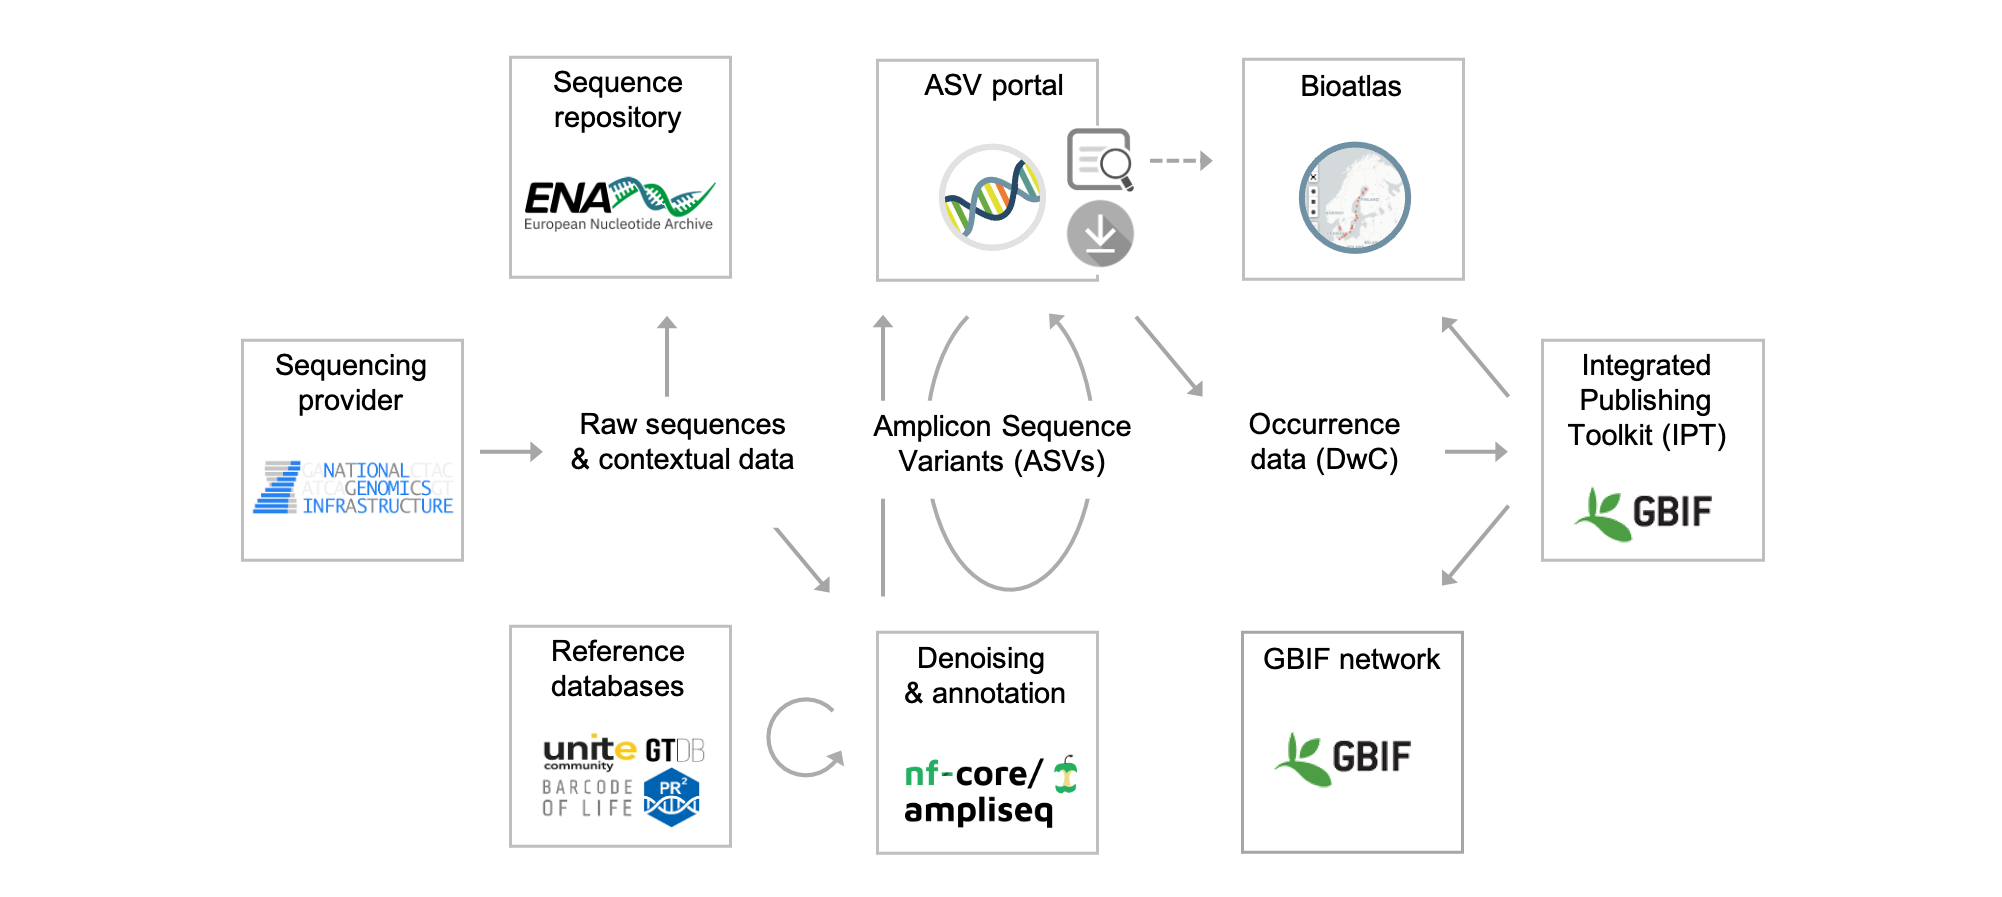 Sequence
repository
ENA
European Nucleotide Archive
ASV portal
Bioatlas
Sequencing
provider
NATIONAL
GENOMICS
INFRASTRUCTURE
Raw sequences
& contextual data
Amplicon Sequence
Variants (ASVs)
Occurrence
data (DwC)
Integrated
Publishing
Toolkit (IPT)
GBIF
Reference
databases
unite
community
GTDB
BARCODE
OF LIFE
PR2
Denoising
& annotation
nf-core/
ampliseq
GBIF network
GBIF